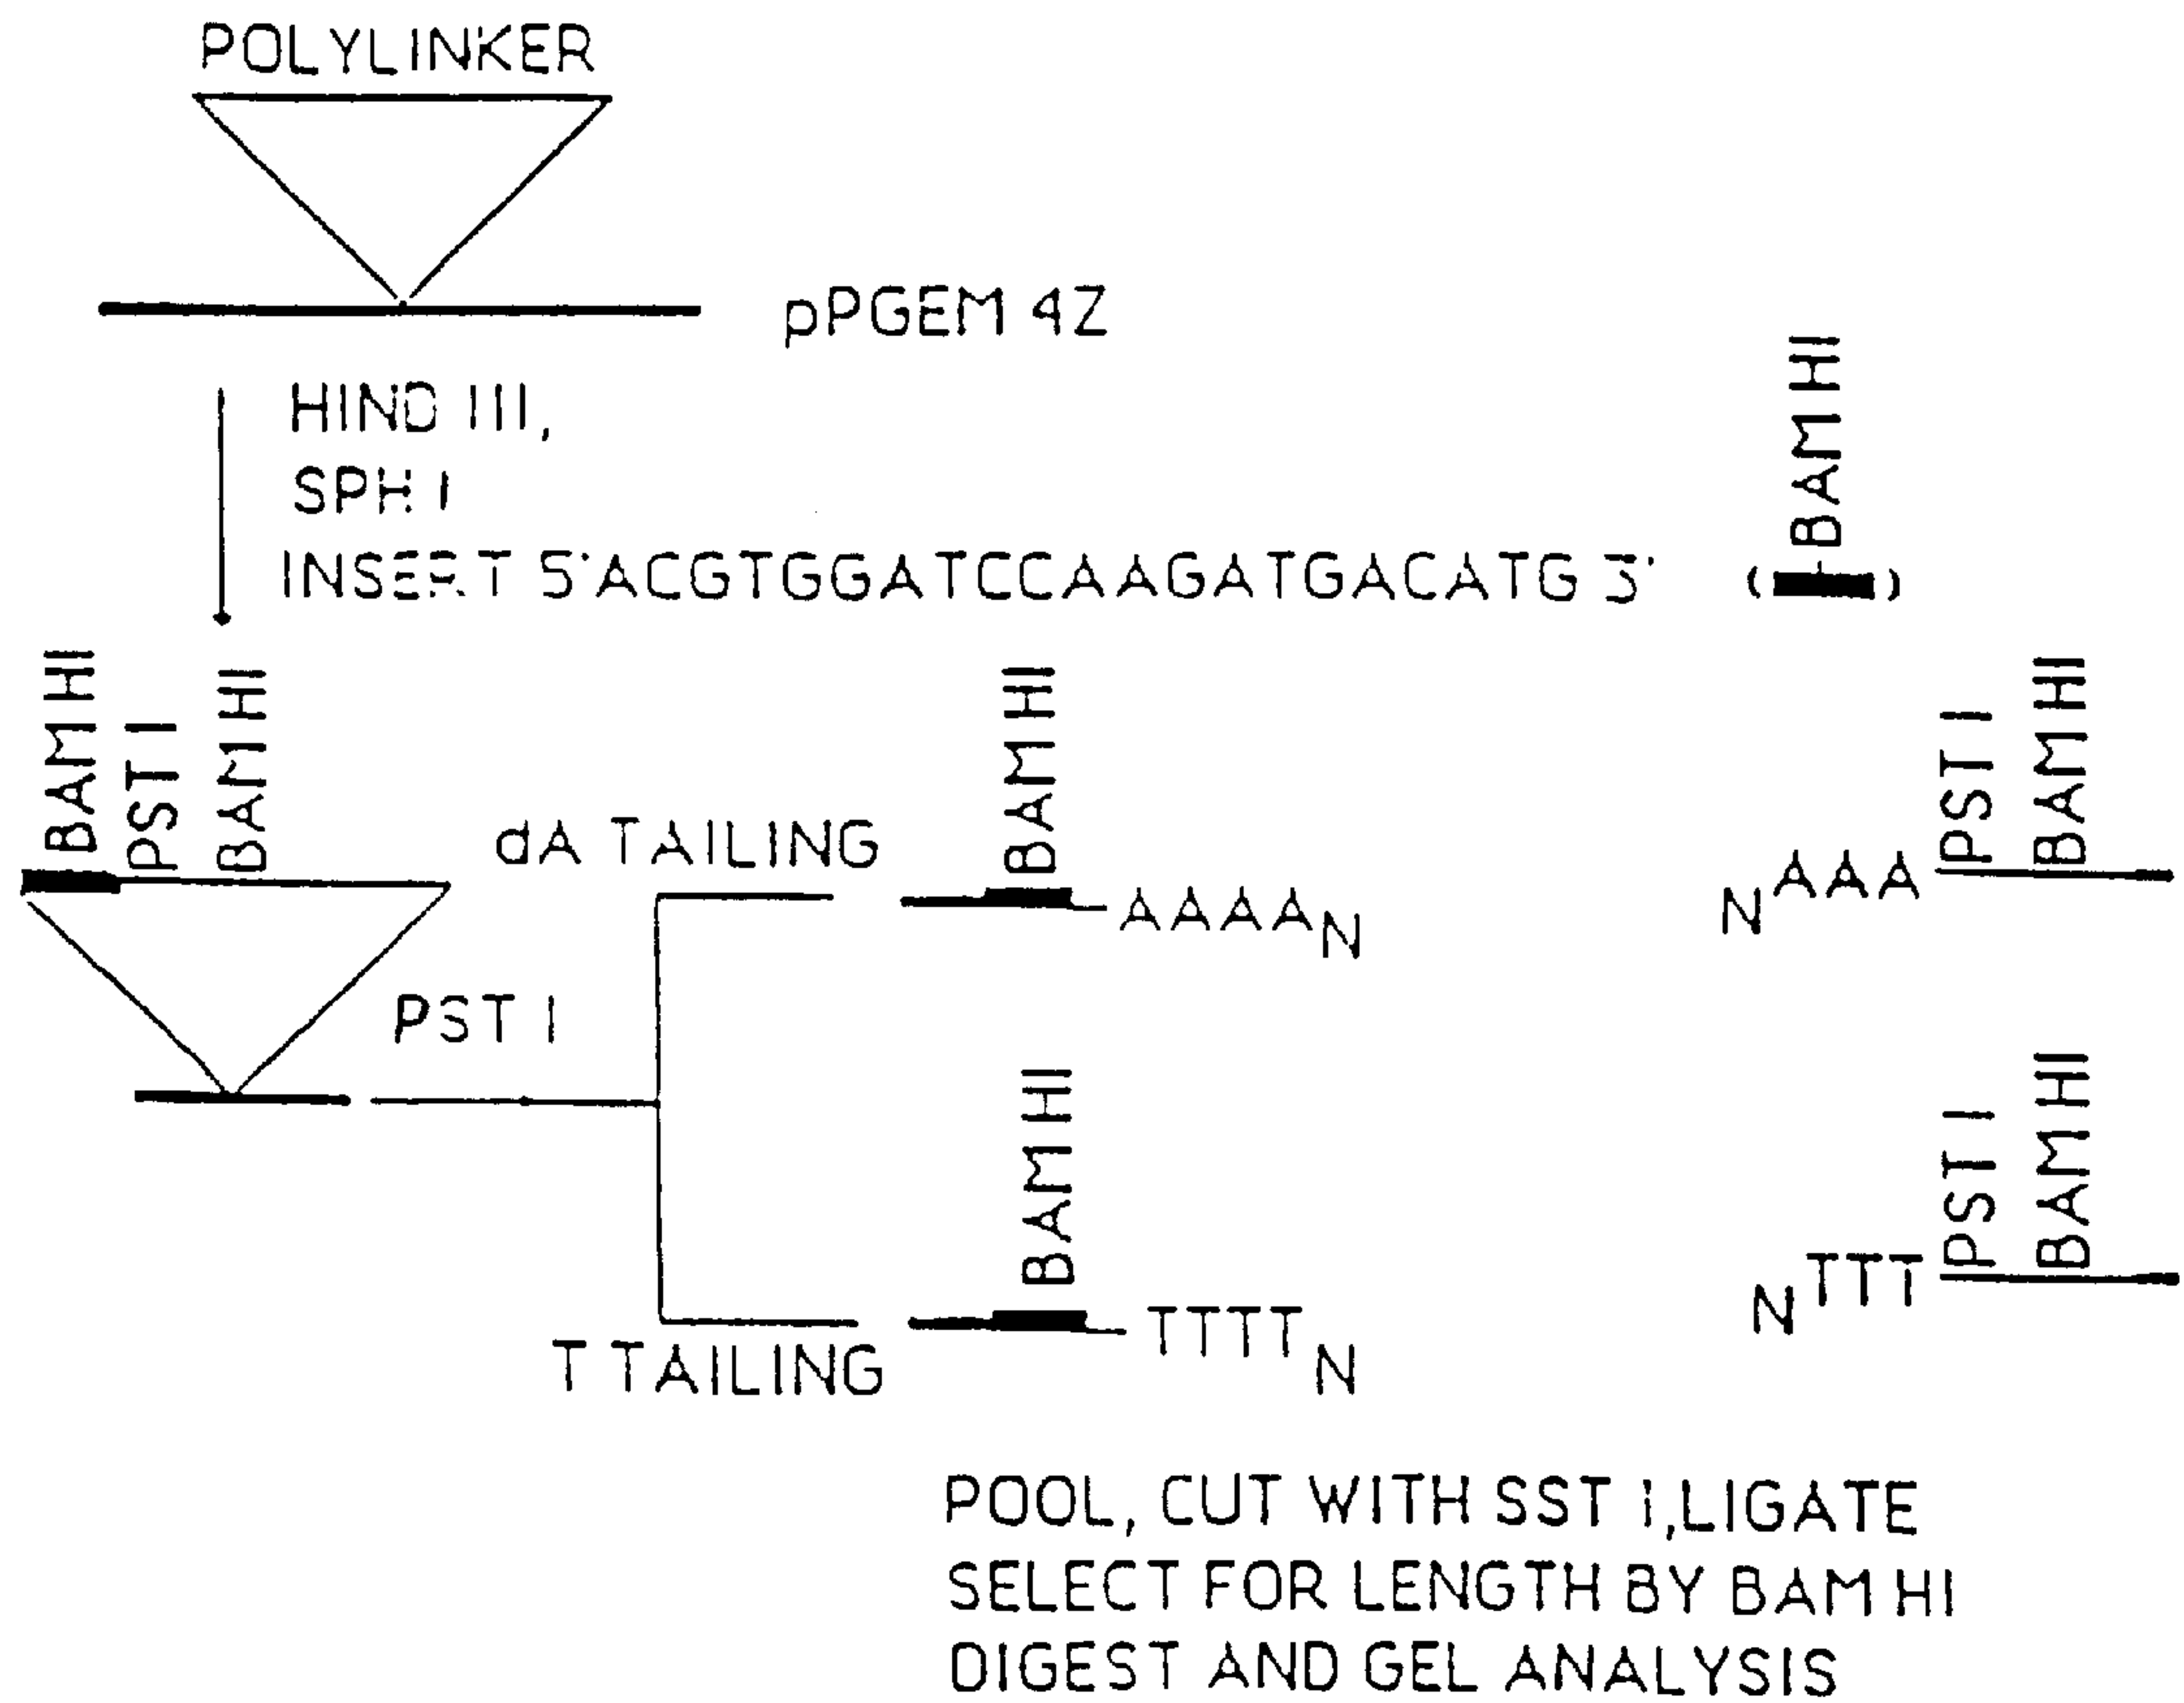 POLYLINKER
pPGEM 4Z
HIND III,
SPH I
INSERT 5'ACGTGGATCCAAGATGACATG 3' ( )
BAM HI
BAM HI
PST I
BAM HI
dA TAILING
BAM HI
AAAAN
NAAA
PST I
BAM HI
PST I
BAM HI
T TAILING
TTTTN
NTTT
PST I
BAM HI
POOL, CUT WITH SST I,LIGATE
SELECT FOR LENGTH BY BAM HI
DIGEST AND GEL ANALYSIS